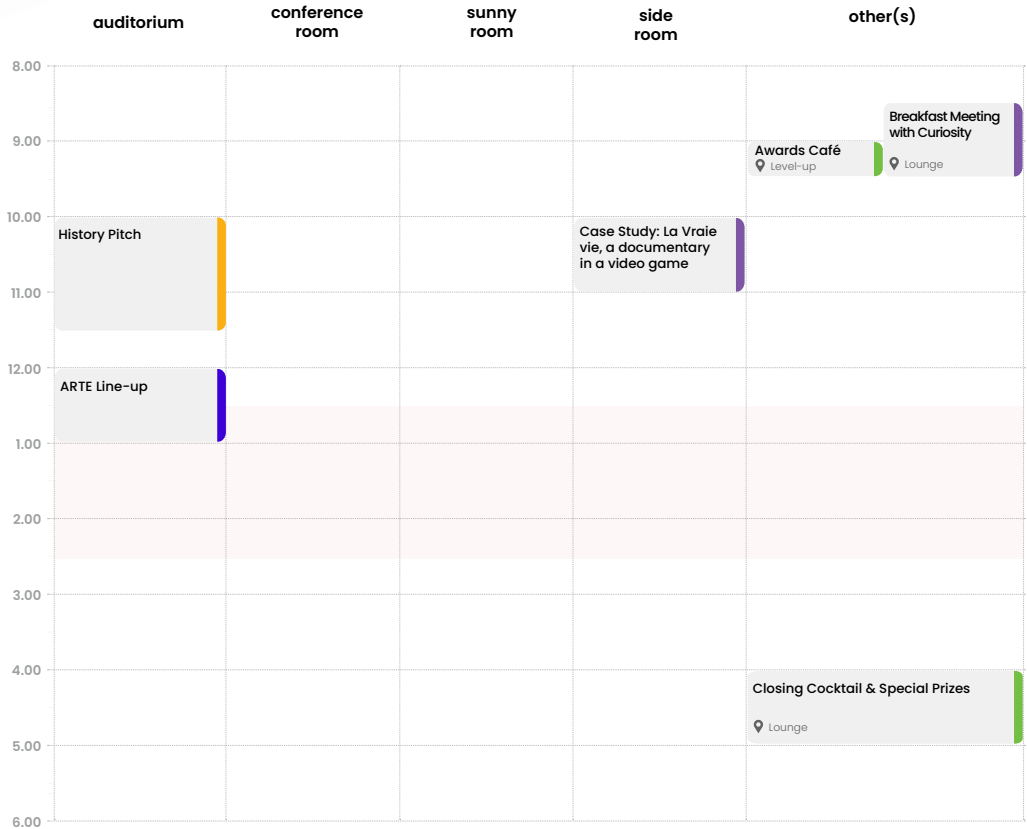 auditorium
conference
room
sunny
room
side
room
other(s)
8.00
Breakfast Meeting
with Curiosity
Lounge
9.00
Awards Café
Level-up
10.00
History Pitch
Case Study: La Vraie
vie, a documentary
in a video game
11.00
12.00
ARTE Line-up
1.00
2.00
3.00
4.00
Closing Cocktail & Special Prizes
Lounge
5.00
6.00